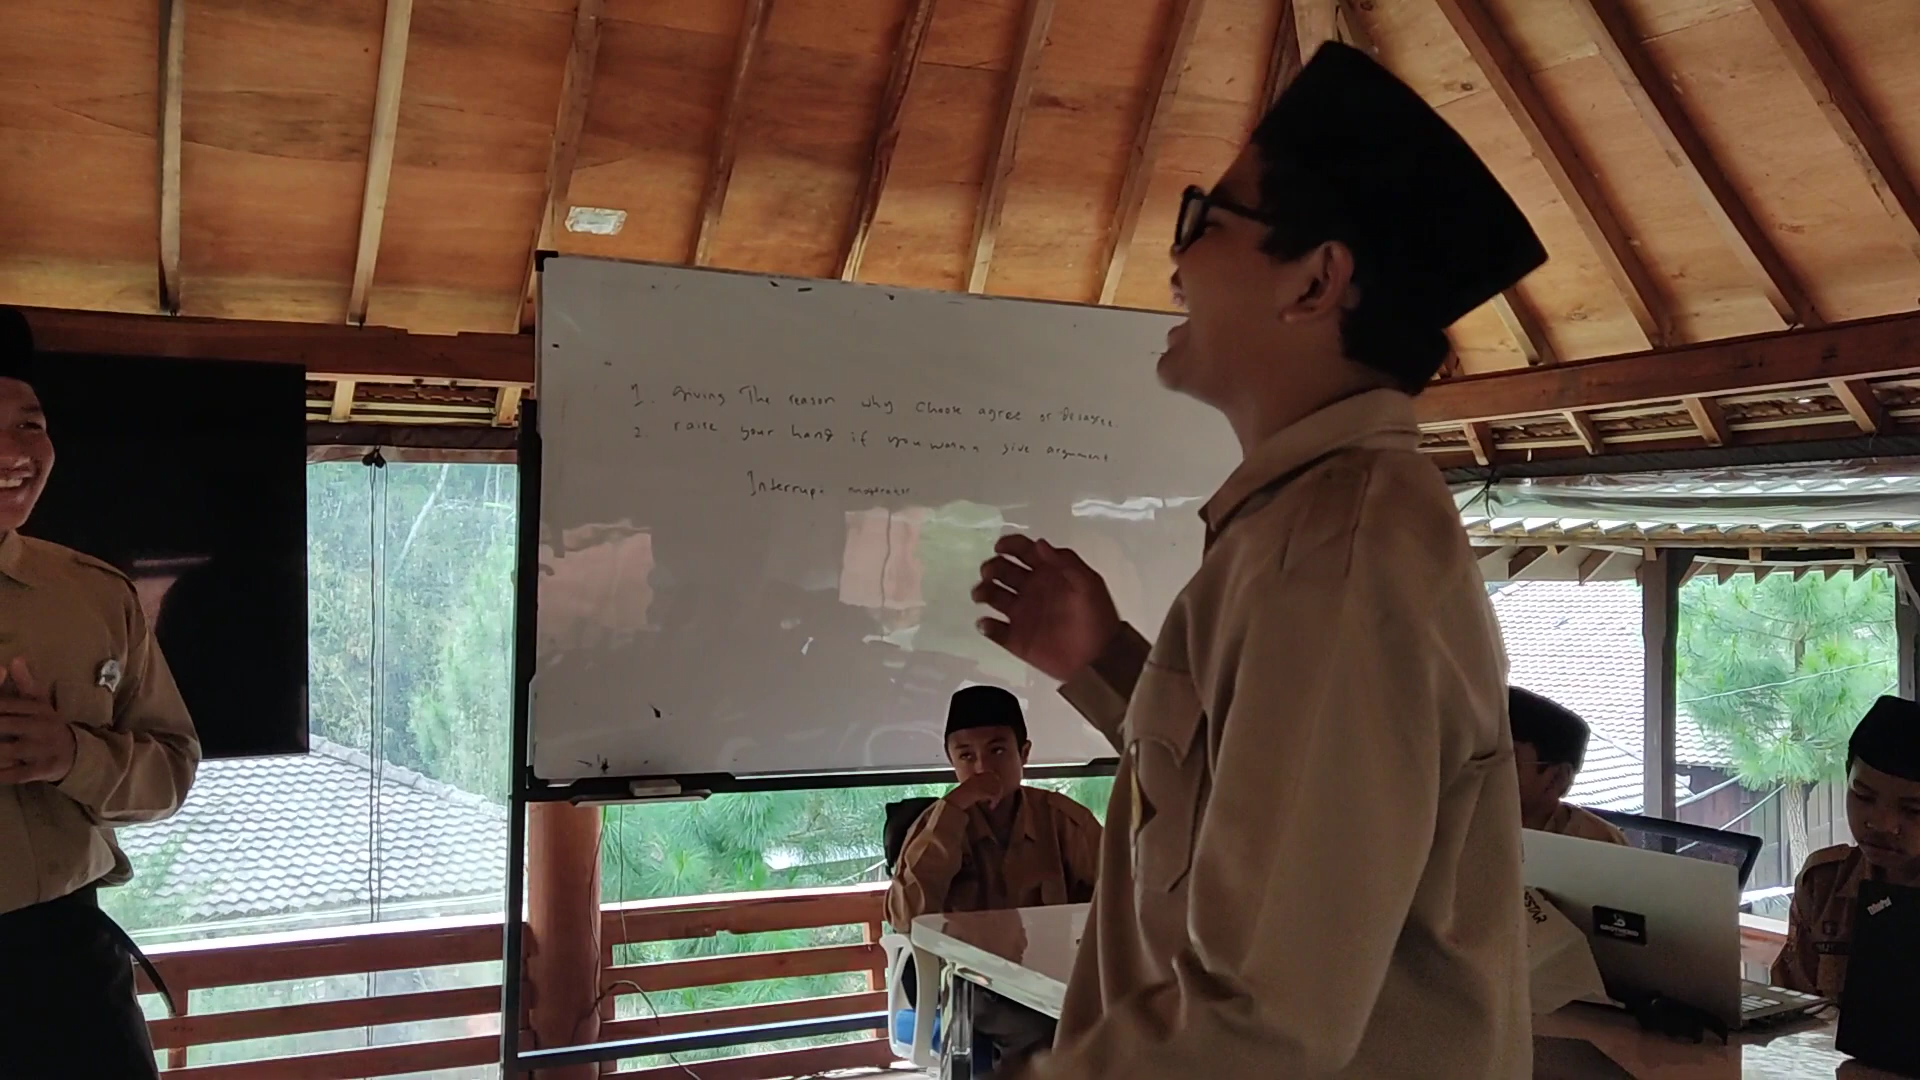 1. Giving The reason why choose agree or desagre.
2. raise your hand if you wanna give argument.
Interrupt moderator